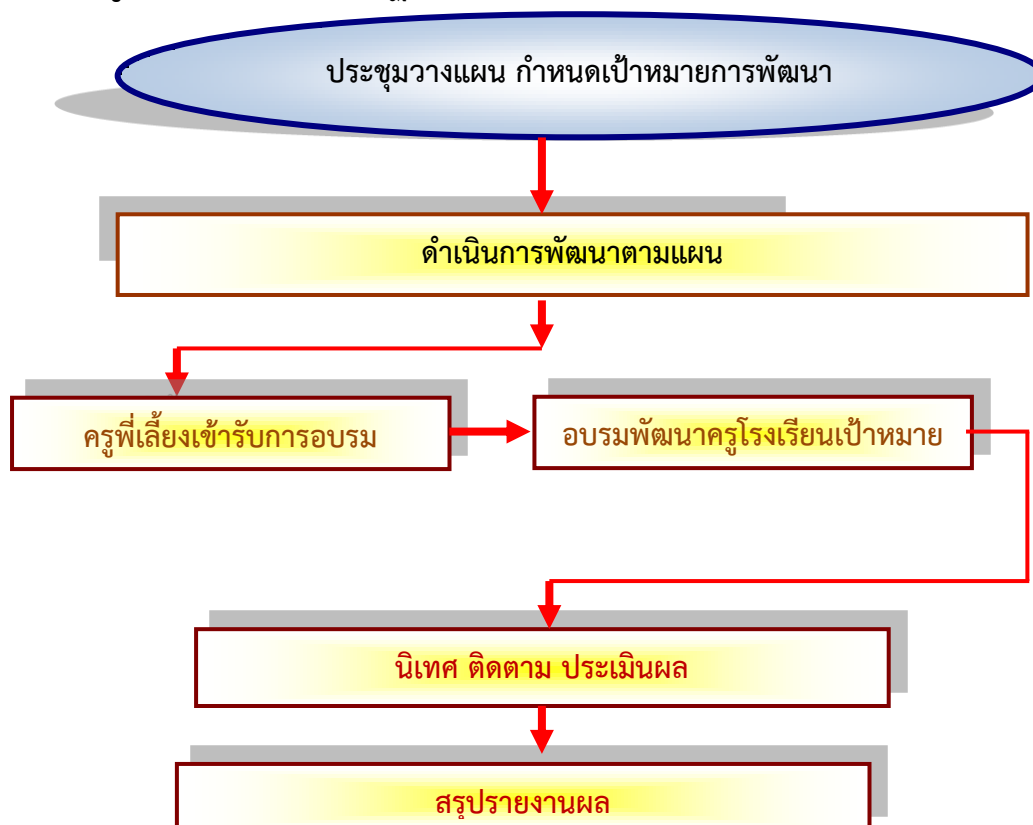 ประชุมวางแผน กำหนดเป้าหมายการพัฒนา
ดำเนินการพัฒนาตามแผน
ครูพี่เลี้ยงเข้ารับการอบรม
อบรมพัฒนาครูโรงเรียนเป้าหมาย
นิเทศ ติดตาม ประเมินผล
สรุปรายงานผล